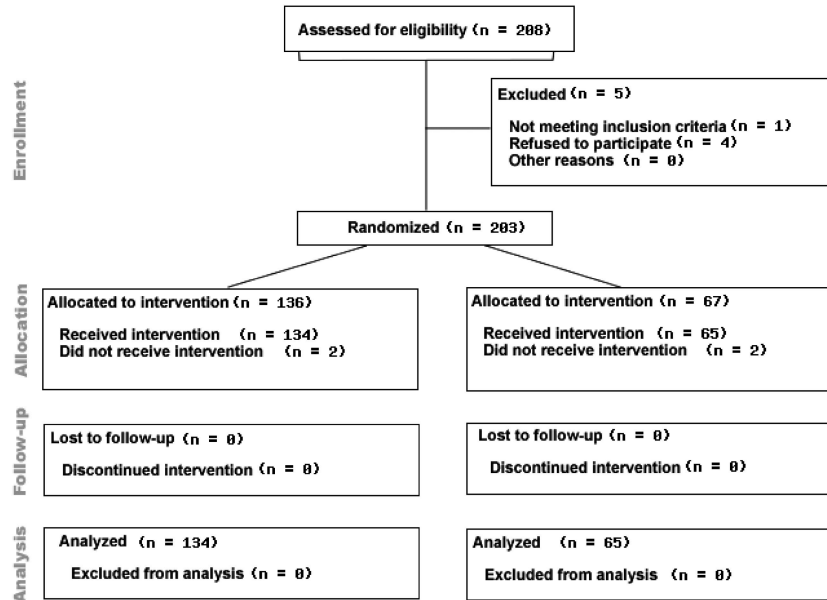 Assessed for eligibility (n = 208)
Enrollment
Excluded (n = 5)
Not meeting inclusion criteria (n = 1)
Refused to participate (n = 4)
Other reasons (n = 0)
Randomized (n = 203)
Allocation
Allocated to intervention (n = 136)
Received intervention (n = 134)
Did not receive intervention (n = 2)
Allocated to intervention (n = 67)
Received intervention (n = 65)
Did not receive intervention (n = 2)
Follow-up
Lost to follow-up (n = 0)
Discontinued intervention (n = 0)
Lost to follow-up (n = 0)
Discontinued intervention (n = 0)
Analysis
Analyzed (n = 134)
Excluded from analysis (n = 0)
Analyzed (n = 65)
Excluded from analysis (n = 0)